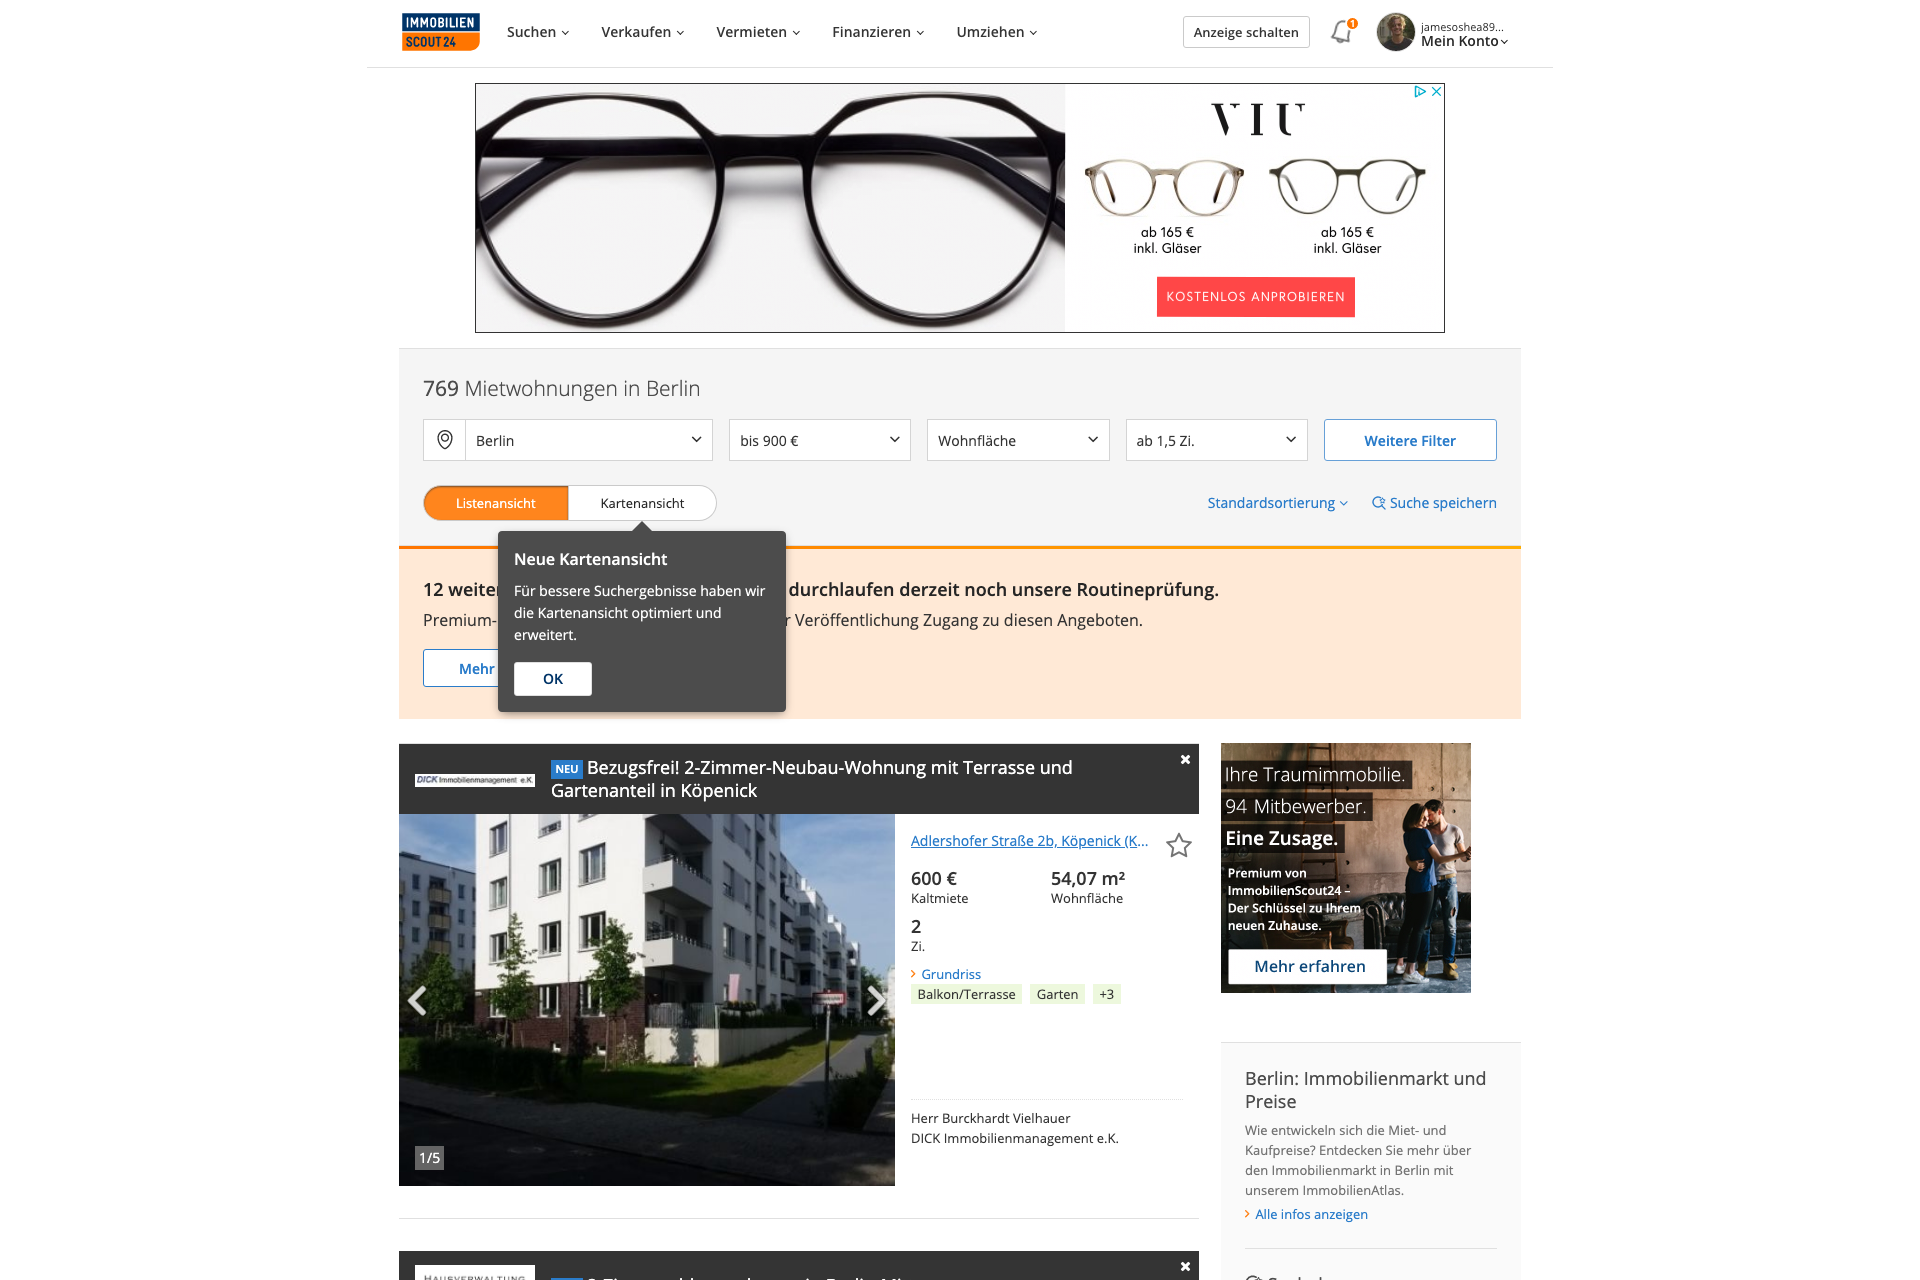 IMMOBILIEN
SCOUT 24
Suchen
Verkaufen
Vermieten
Finanzieren
Umziehen
Anzeige schalten
1
jamesoshea89...
Mein Konto
VIU
ab 165 €
inkl. Gläser
ab 165 €
inkl. Gläser
KOSTENLOS ANPROBIEREN
769 Mietwohnungen in Berlin
Berlin
bis 900 €
Wohnfläche
ab 1,5 Zi.
Weitere Filter
Listenansicht
Kartenansicht
Standardsortierung
Suche speichern
Neue Kartenansicht
Für bessere Suchergebnisse haben wir
die Kartenansicht optimiert und
erweitert.
OK
12 weiter durchlaufen derzeit noch unsere Routineprüfung.
Premium- r Veröffentlichung Zugang zu diesen Angeboten.
Mehr
DICK Immobilienmanagement e.K.
NEU Bezugsfrei! 2-Zimmer-Neubau-Wohnung mit Terrasse und
Gartenanteil in Köpenick
Adlershofer Straße 2b, Köpenick (K...
600 €
Kaltmiete
54,07 m²
Wohnfläche
2
Zi.
Grundriss
Balkon/Terrasse
Garten
+3
Herr Burckhardt Vielhauer
DICK Immobilienmanagement e.K.
1/5
Ihre Traumimmobilie.
94 Mitbewerber.
Eine Zusage.
Premium von
ImmobilienScout24 –
Der Schlüssel zu Ihrem
neuen Zuhause.
Mehr erfahren
Berlin: Immobilienmarkt und
Preise
Wie entwickeln sich die Miet- und
Kaufpreise? Entdecken Sie mehr über
den Immobilienmarkt in Berlin mit
unserem ImmobilienAtlas.
Alle infos anzeigen
HAUSVERWALTUNG